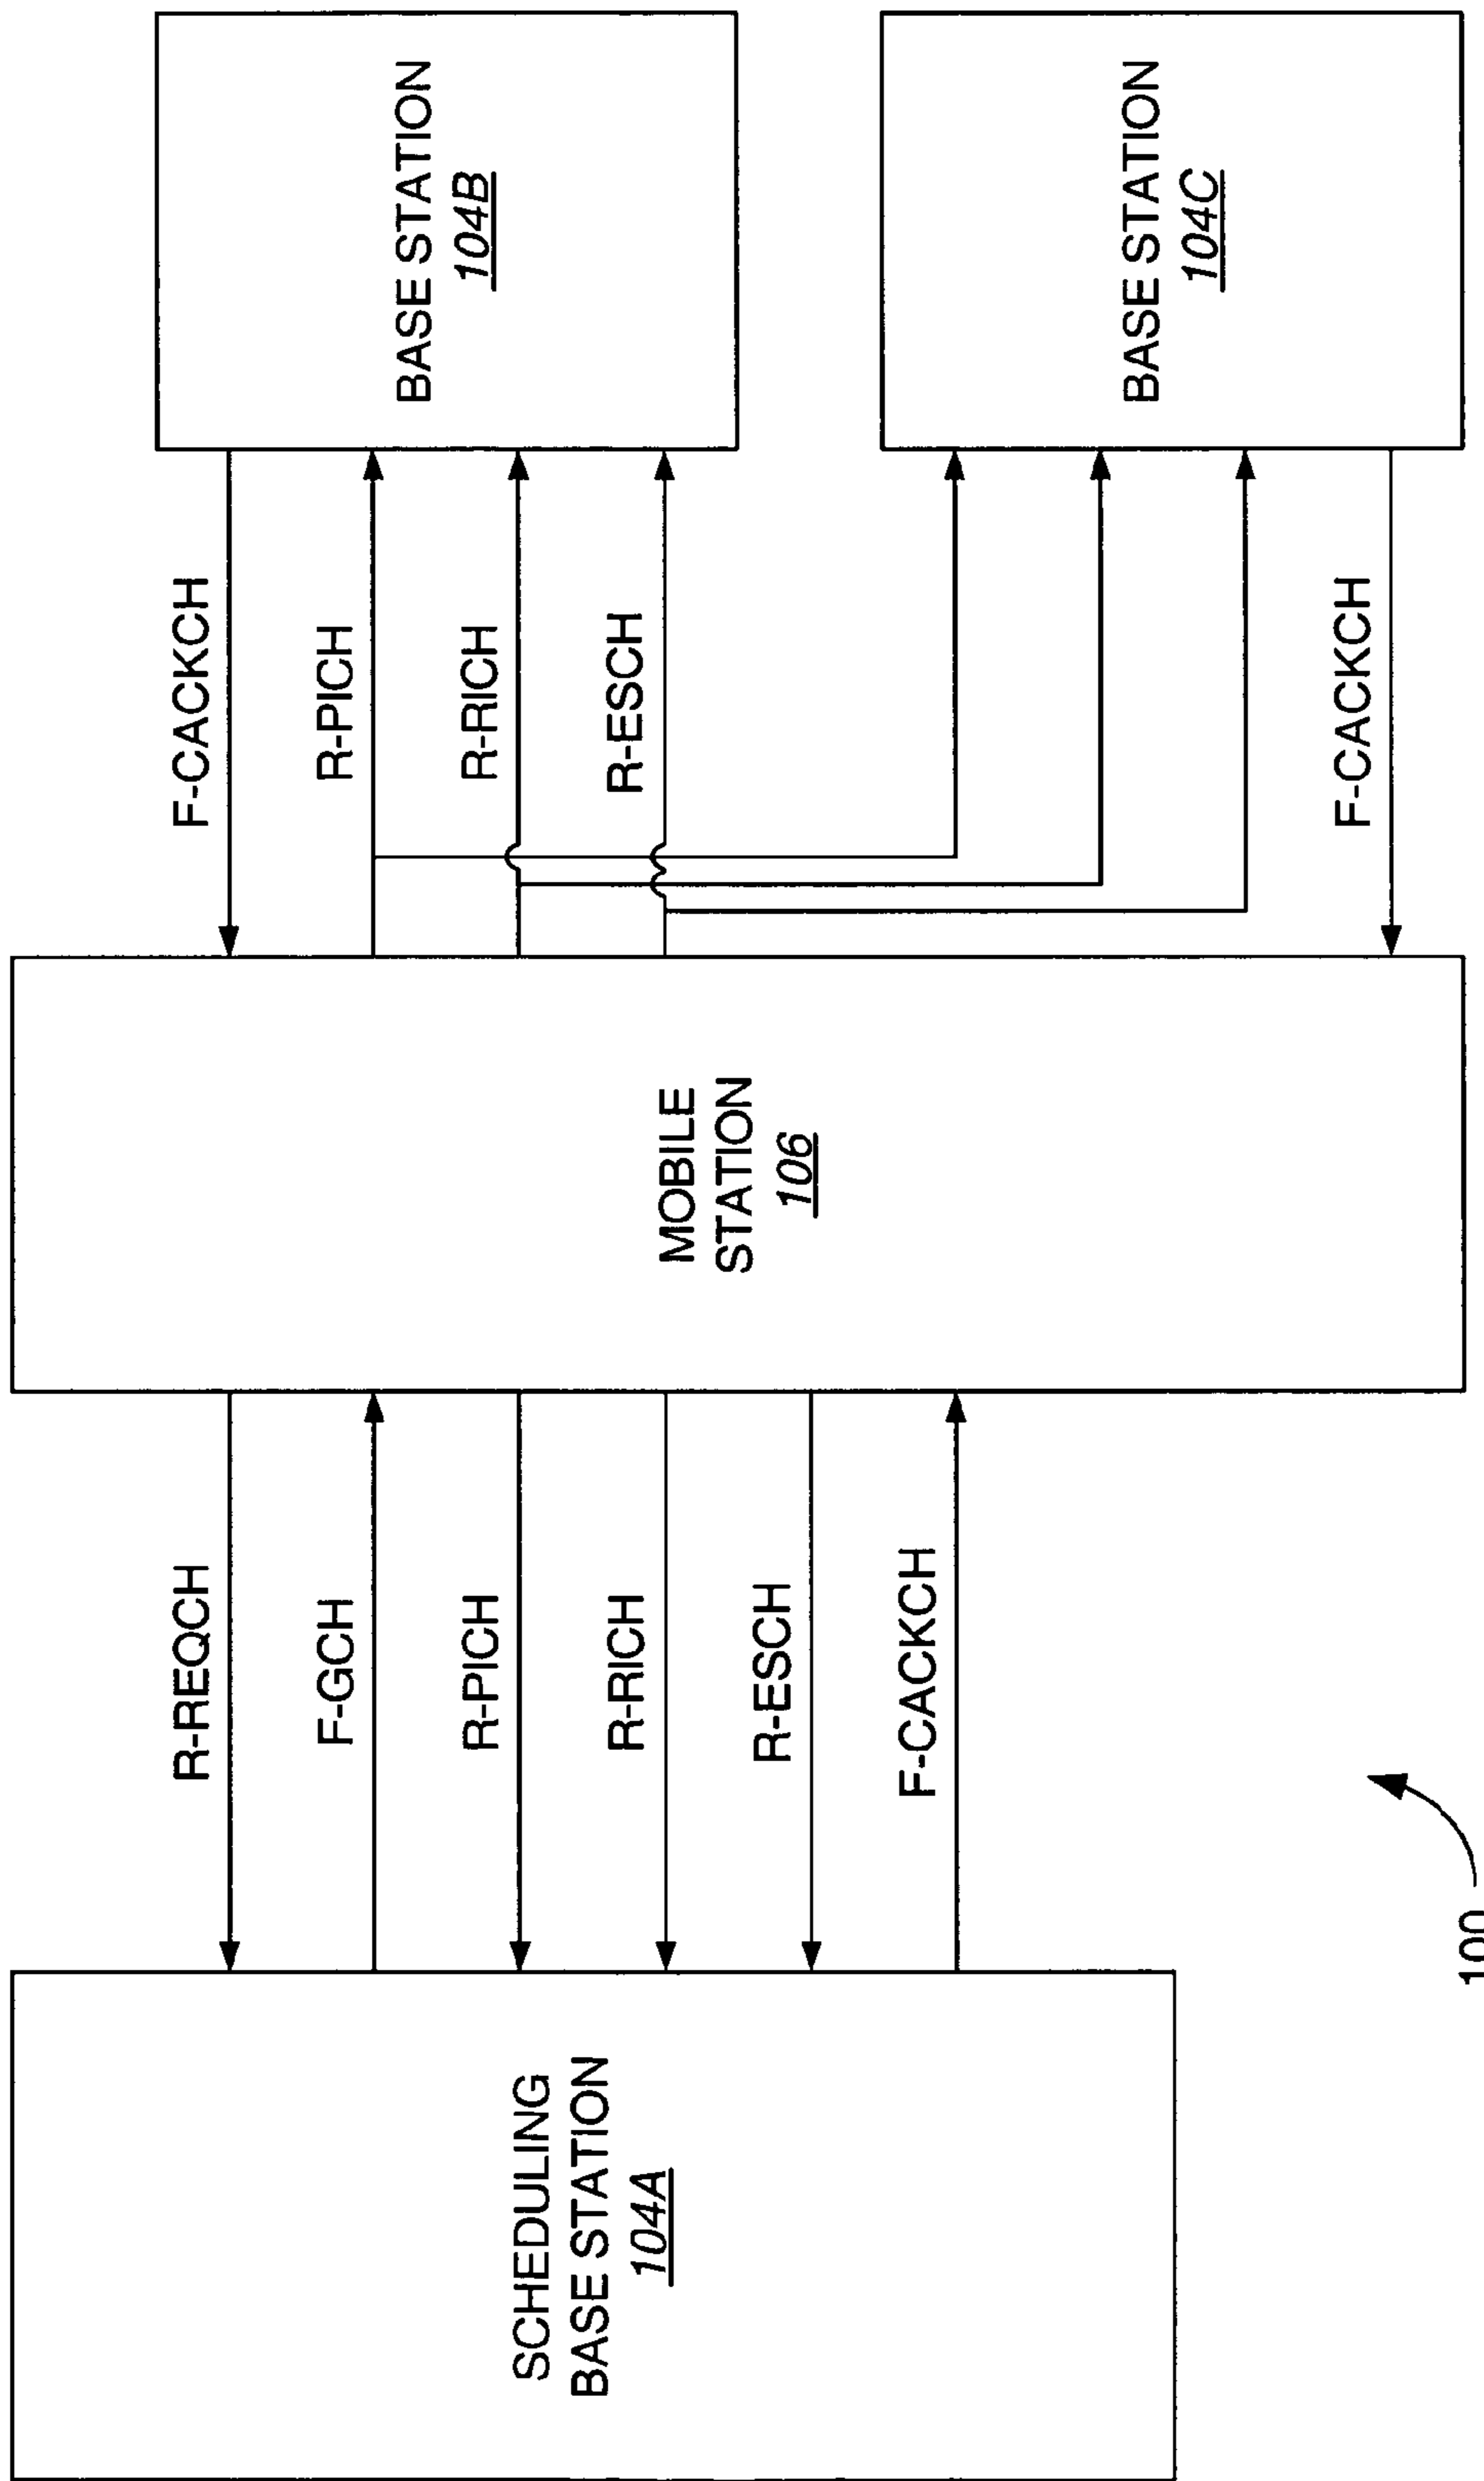 SCHEDULING
BASE STATION
104A
R-REQCH
F-GCH
R-PICH
R-RICH
R-ESCH
F-CACKCH
MOBILE
STATION
106
F-CACKCH
R-PICH
R-RICH
R-ESCH
F-CACKCH
BASE STATION
104B
BASE STATION
104C
100